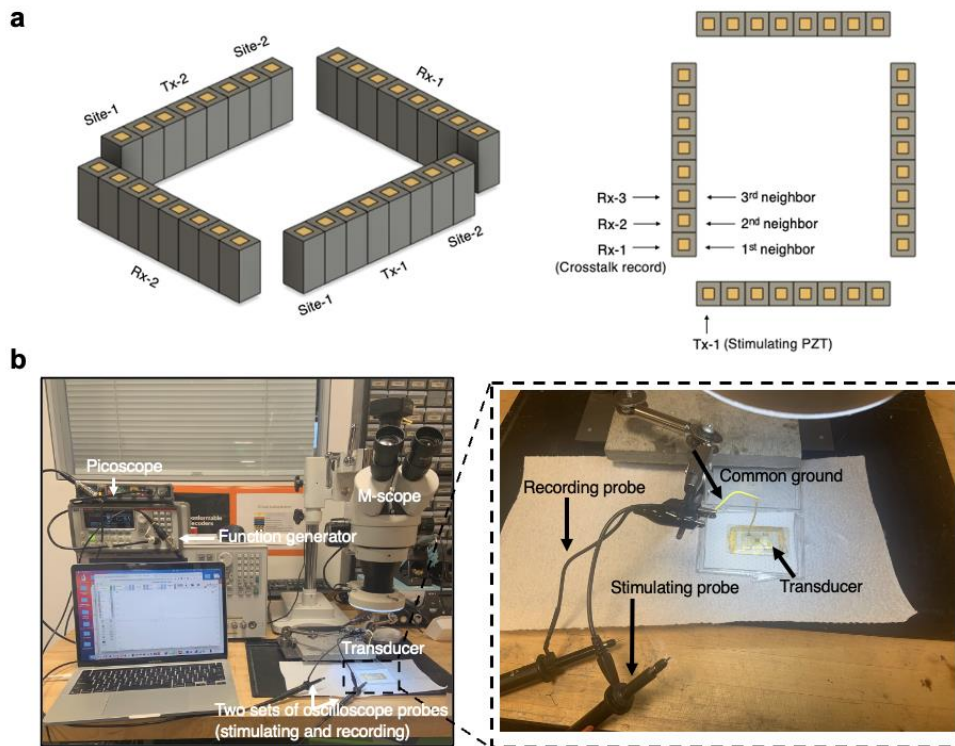 a
Site-2
Tx-2
Site-1
Rx-1
Rx-2
Site-2
Tx-1
Site-1
Rx-3
3rd neighbor
Rx-2
2nd neighbor
Rx-1
1st neighbor
(Crosstalk record)
Tx-1 (Stimulating PZT)
b
Picoscope
M-scope
Function generator
Transducer
Two sets of oscilloscope probes
(stimulating and recording)
Common ground
Recording probe
Stimulating probe
Transducer